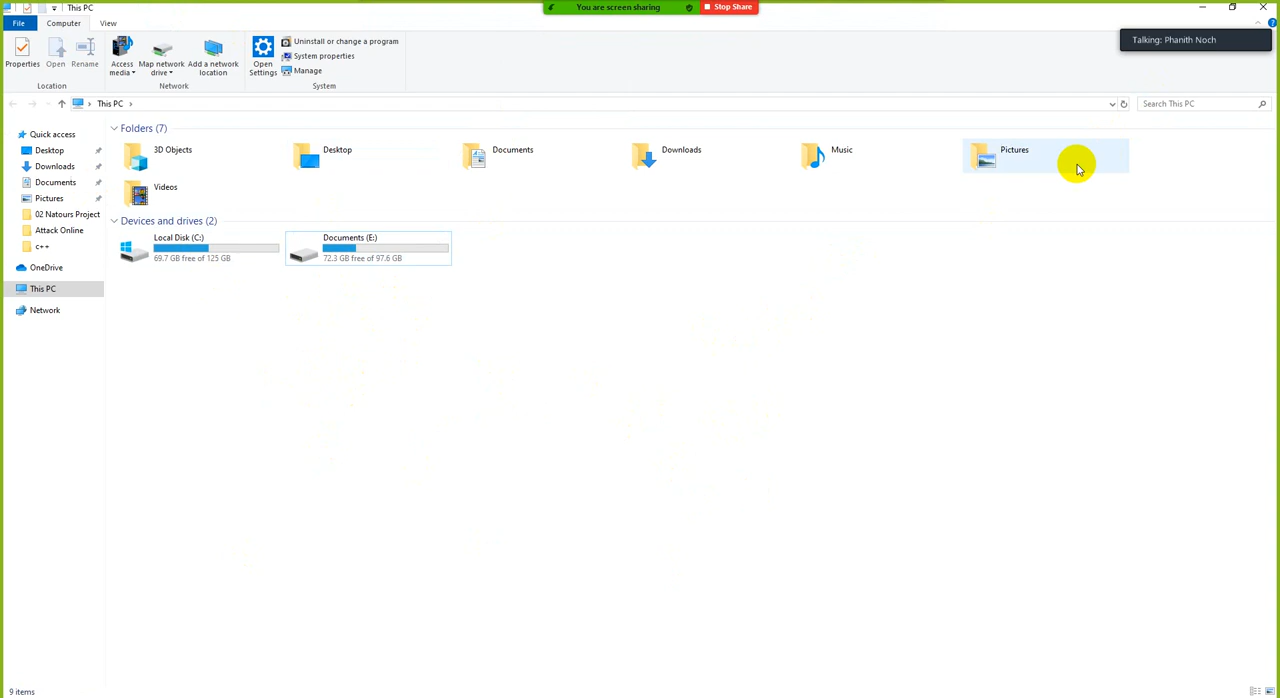 You are screen sharing
Stop Share
This PC
File
Computer
View
Talking: Phanith Noch
Properties
Open
Rename
Access media
Map network drive
Add a network location
Open Settings
Uninstall or change a program
System properties
Manage
Location
Network
System
This PC
Search This PC
Quick access
Desktop
Downloads
Documents
Pictures
02 Natours Project
Attack Online
c++
OneDrive
This PC
Network
Folders (7)
3D Objects
Desktop
Documents
Downloads
Music
Pictures
Videos
Devices and drives (2)
Local Disk (C:)
69.7 GB free of 125 GB
Documents (E:)
72.3 GB free of 97.6 GB
9 items